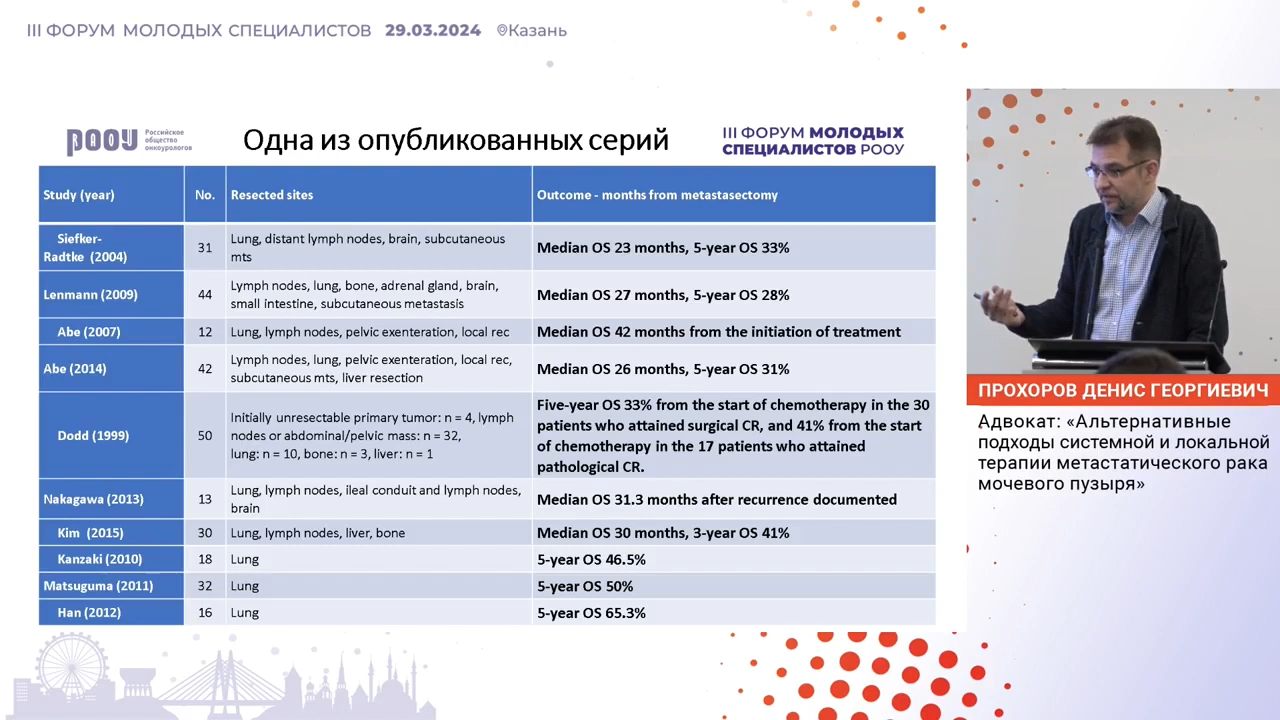 III ФОРУМ МОЛОДЫХ СПЕЦИАЛИСТОВ 29.03.2024 Казань
РООУ
Российское
общество
онкоурологов
Одна из опубликованных серий
III ФОРУМ МОЛОДЫХ
СПЕЦИАЛИСТОВ РООУ
Study (year) No. Resected sites Outcome - months from metastasectomy
Siefker-
Radtke (2004)
31
Lung, distant lymph nodes, brain, subcutaneous
mts
Median OS 23 months, 5-year OS 33%
Lenmann (2009)
44
Lymph nodes, lung, bone, adrenal gland, brain,
small intestine, subcutaneous metastasis
Median OS 27 months, 5-year OS 28%
Abe (2007) 12 Lung, lymph nodes, pelvic exenteration, local rec Median OS 42 months from the initiation of treatment
Abe (2014)
42
Lymph nodes, lung, pelvic exenteration, local rec,
subcutaneous mts, liver resection
Median OS 26 months, 5-year OS 31%
Dodd (1999)
50
Initially unresectable primary tumor: n = 4, lymph
nodes or abdominal/pelvic mass: n = 32,
lung: n = 10, bone: n = 3, liver: n = 1
Five-year OS 33% from the start of chemotherapy in the 30
patients who attained surgical CR, and 41% from the start
of chemotherapy in the 17 patients who attained
pathological CR.
Nakagawa (2013)
13
Lung, lymph nodes, ileal conduit and lymph nodes,
brain
Median OS 31.3 months after recurrence documented
Kim (2015) 30 Lung, lymph nodes, liver, bone Median OS 30 months, 3-year OS 41%
Kanzaki (2010) 18 Lung 5-year OS 46.5%
Matsuguma (2011) 32 Lung 5-year OS 50%
Han (2012) 16 Lung 5-year OS 65.3%
ПРОХОРОВ ДЕНИС ГЕОРГИЕВИЧ
Адвокат: «Альтернативные
подходы системной и локальной
терапии метастатического рака
мочевого пузыря»